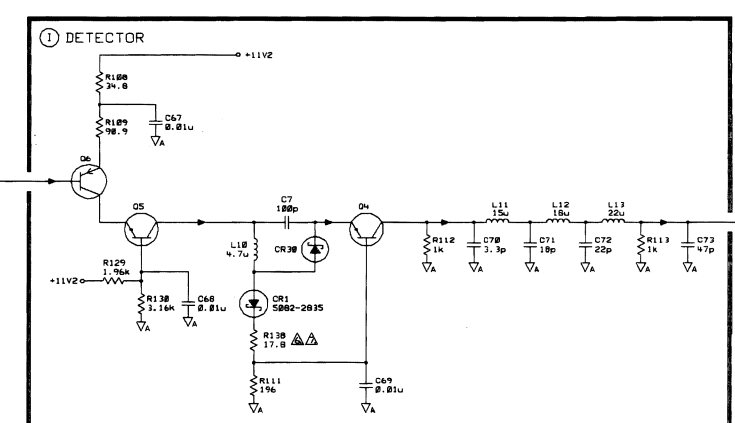 I DETECTOR
+11V2
R108
34.8
R109
90.9
C67
0.01u
A
Q6
Q5
C7
100p
Q4
L11
15u
L12
18u
L13
22u
L10
4.7u
CR30
R112
1k
C70
3.3p
C71
10p
C72
22p
R113
1k
C73
47p
A
A
A
A
A
A
R129
1.96k
+11V2
R130
3.16k
C68
0.01u
A
A
CR1
5082-2835
R138
17.8
R111
196
C69
0.01u
A
A